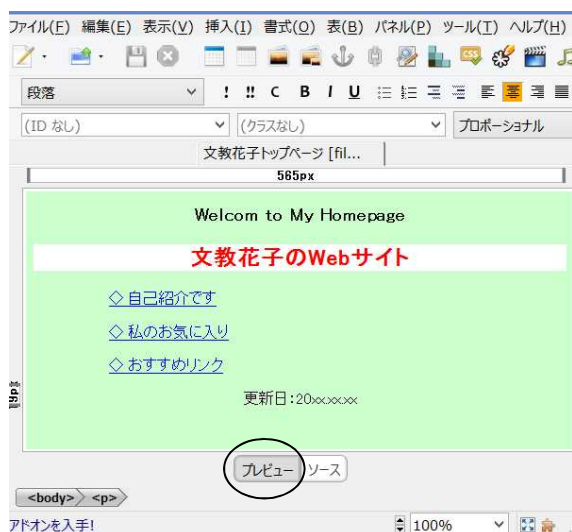 ファイル(F) 編集(E) 表示(V) 挿入(I) 書式(O) 表(B) パネル(P) ツール(T) ヘルプ(H)
段落 ! !! C B I U
(ID なし) (クラスなし) プロポーショナル
文教花子トップページ [fil...
565px
Welcom to My Homepage
文教花子のWebサイト
◇自己紹介です
◇私のお気に入り
◇おすすめリンク
更新日:20xxxxxx
プレビュー ソース
<body> <p>
アドオンを入手! 100%